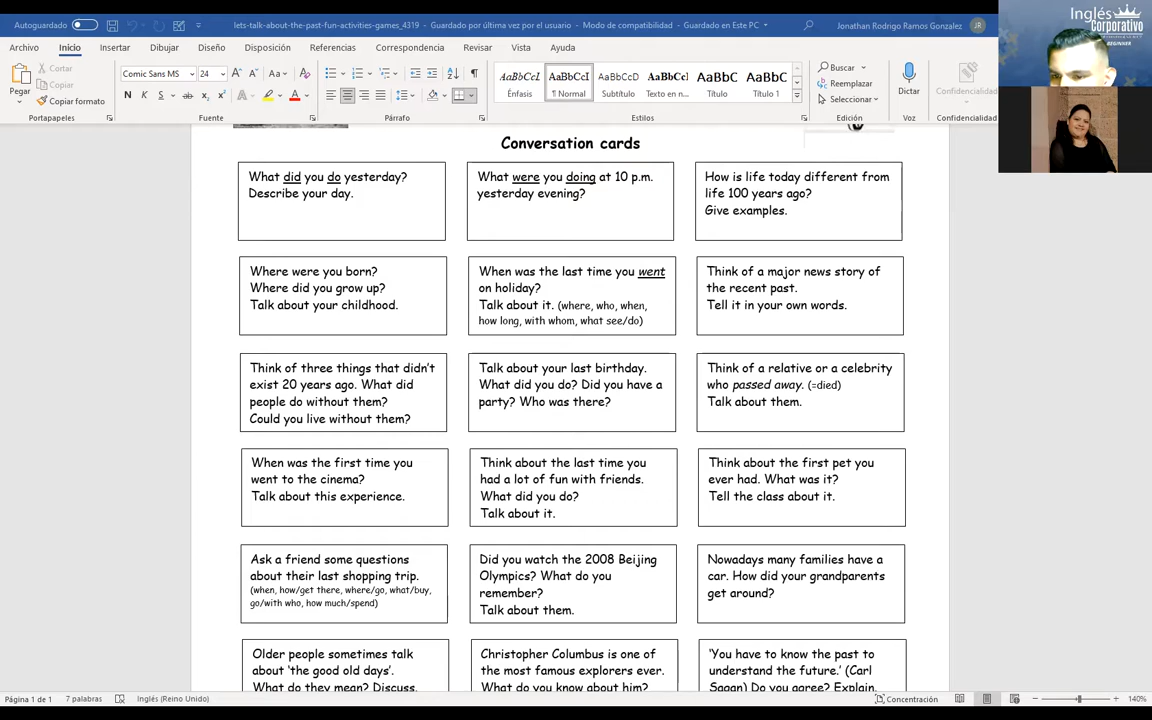 Autoguardado
lets-talk-about-the-past-fun-activities-games_4319 - Guardado por última vez por el usuario - Modo de compatibilidad - Guardado en Este PC
Jonathan Rodrigo Ramos Gonzalez
JR
Archivo Inicio Insertar Dibujar Diseño Disposición Referencias Correspondencia Revisar Vista Ayuda
Pegar
Cortar
Copiar
Copiar formato
Portapapeles
Comic Sans MS 24
Aa
N K S ab
Fuente
Párrafo
AaBbCcI AaBbCcI AaBbCcD AaBbCcI AaBbC AaBbC
Énfasis ¶ Normal Subtítulo Texto en n... Título Título 1
Estilos
Buscar
Reemplazar
Seleccionar
Edición
Dictar
Voz
Confidencialidad
Confidencialidad
Inglés
Corporativo
BEGINNER
Conversation cards
What did you do yesterday?
Describe your day.
What were you doing at 10 p.m.
yesterday evening?
How is life today different from
life 100 years ago?
Give examples.
Where were you born?
Where did you grow up?
Talk about your childhood.
When was the last time you went
on holiday?
Talk about it. (where, who, when,
how long, with whom, what see/do)
Think of a major news story of
the recent past.
Tell it in your own words.
Think of three things that didn't
exist 20 years ago. What did
people do without them?
Could you live without them?
Talk about your last birthday.
What did you do? Did you have a
party? Who was there?
Think of a relative or a celebrity
who passed away. (=died)
Talk about them.
When was the first time you
went to the cinema?
Talk about this experience.
Think about the last time you
had a lot of fun with friends.
What did you do?
Talk about it.
Think about the first pet you
ever had. What was it?
Tell the class about it.
Ask a friend some questions
about their last shopping trip.
(when, how/get there, where/go, what/buy,
go/with who, how much/spend)
Did you watch the 2008 Beijing
Olympics? What do you
remember?
Talk about them.
Nowadays many families have a
car. How did your grandparents
get around?
Older people sometimes talk
about 'the good old days'.
What do they mean? Discuss.
Christopher Columbus is one of
the most famous explorers ever.
What do you know about him?
'You have to know the past to
understand the future.' (Carl
Sagan) Do you agree? Explain.
Página 1 de 1 7 palabras Inglés (Reino Unido)
Concentración
140%